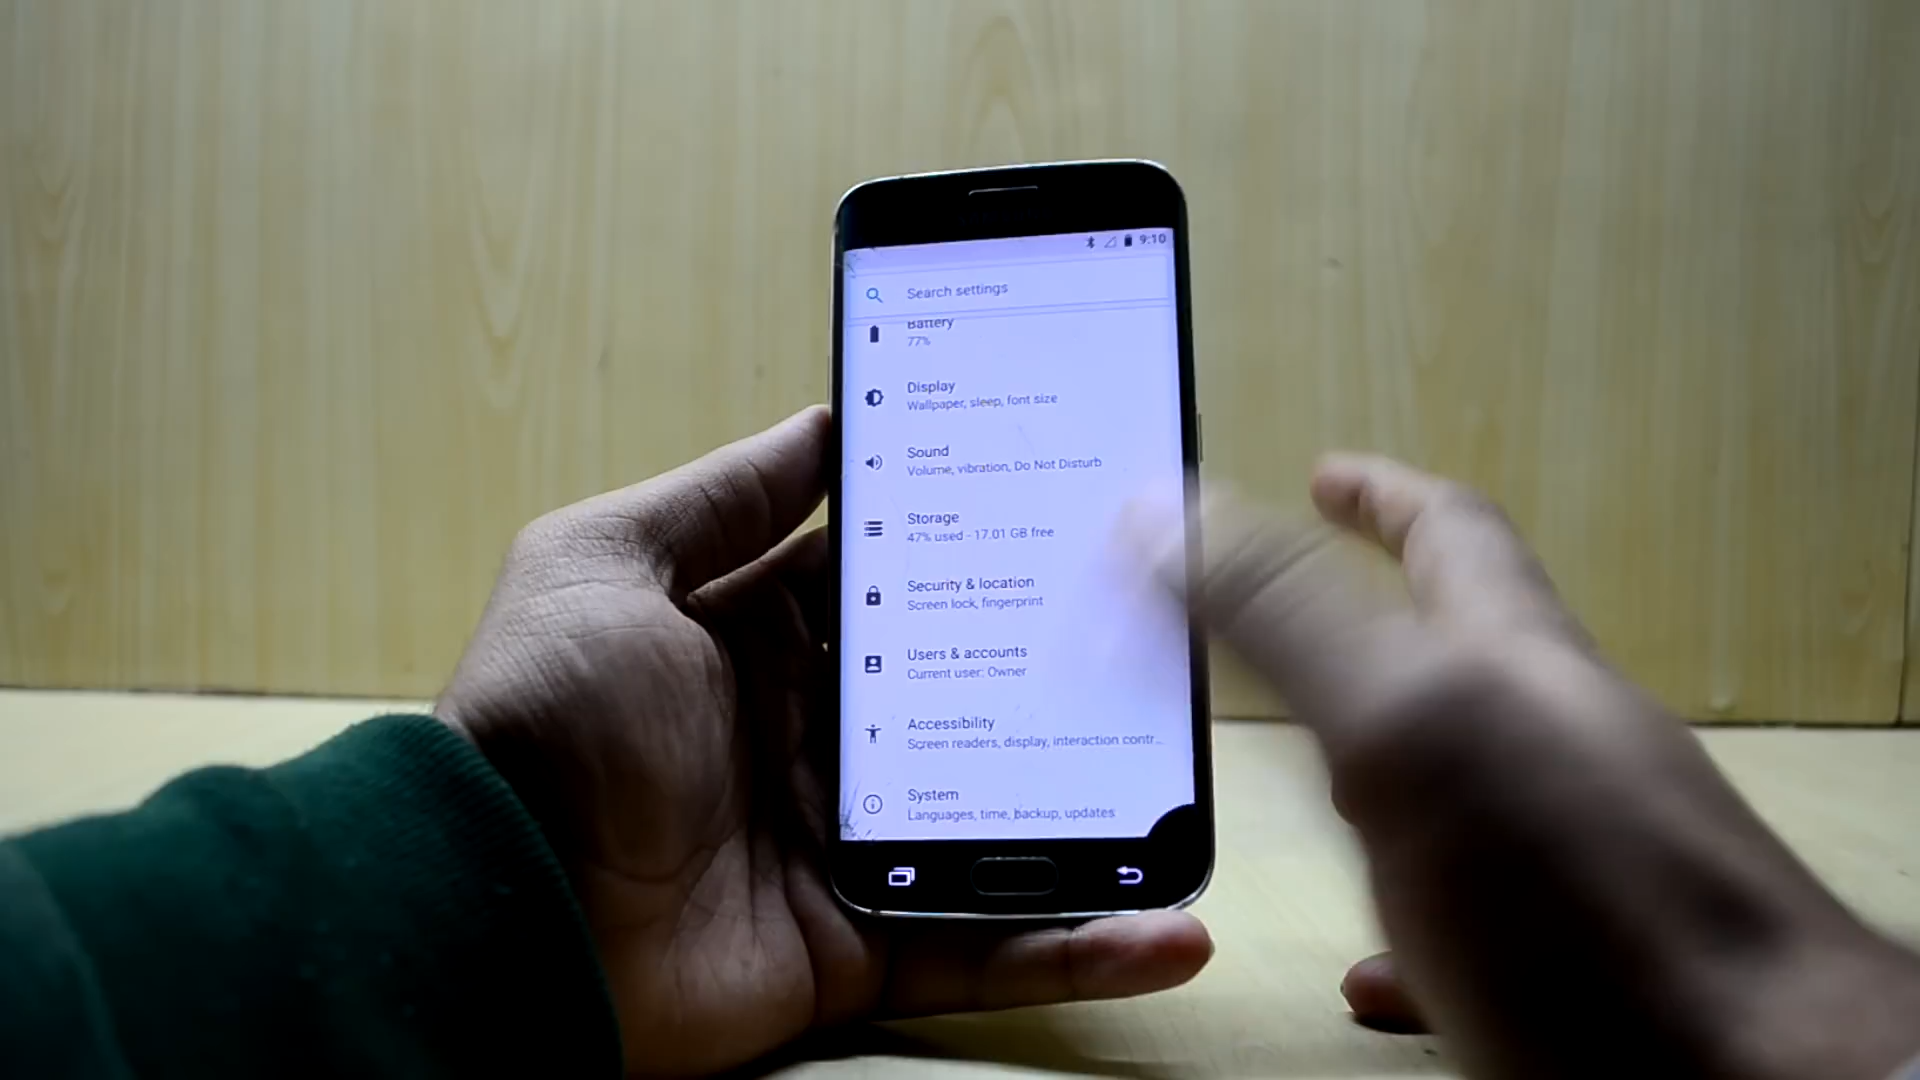 9:10
Search settings
Battery
77%
Display
Wallpaper, sleep, font size
Sound
Volume, vibration, Do Not Disturb
Storage
47% used - 17.01 GB free
Security & location
Screen lock, fingerprint
Users & accounts
Current user: Owner
Accessibility
Screen readers, display, interaction contr...
System
Languages, time, backup, updates